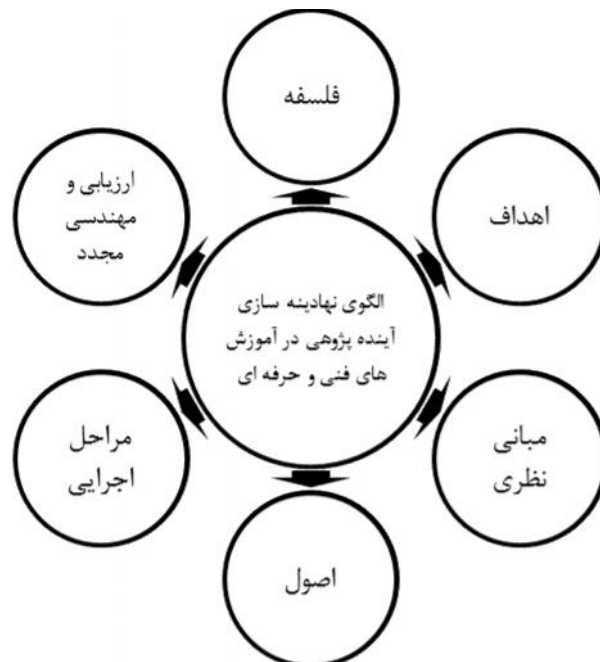 فلسفه
اهداف
مبانی
نظری
اصول
مراحل
اجرایی
ارزیابی و
مهندسی
مجدد
الگوی نهادینه سازی
آینده پژوهی در آموزش
های فنی و حرفه ای